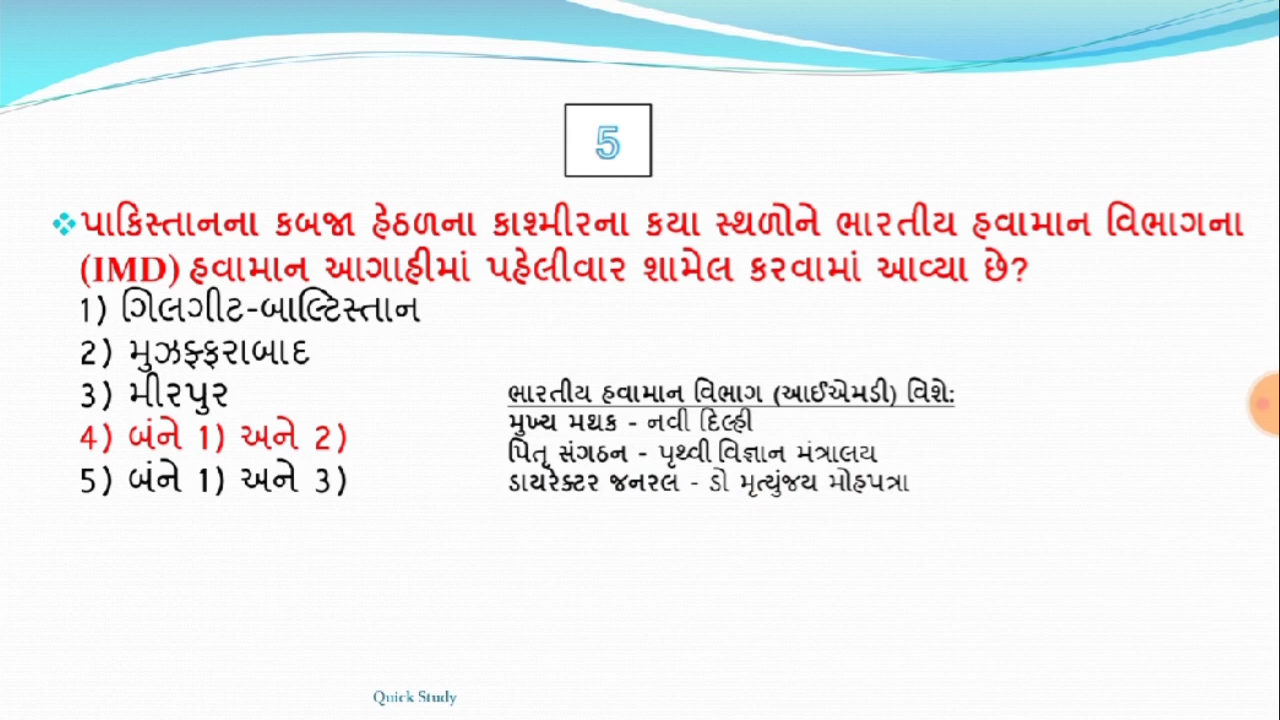 5
પાકિસ્તાનના કબજા હેઠળના કાશ્મીરના કયા સ્થળોને ભારતીય હવામાન વિભાગના
(IMD) હવામાન આગાહીમાં પહેલીવાર શામેલ કરવામાં આવ્યા છે?
1) ગિલગીટ-બાલ્ટિસ્તાન
2) મુઝફ્ફરાબાદ
3) મીરપુર
4) બંને 1) અને 2)
5) બંને 1) અને 3)
ભારતીય હવામાન વિભાગ (આઈએમડી) વિશે:
મુખ્ય મથક - નવી દિલ્હી
પિતૃ સંગઠન - પૃથ્વી વિજ્ઞાન મંત્રાલય
ડાયરેક્ટર જનરલ - ડો મૃત્યુંજય મોહપત્રા
Quick Study